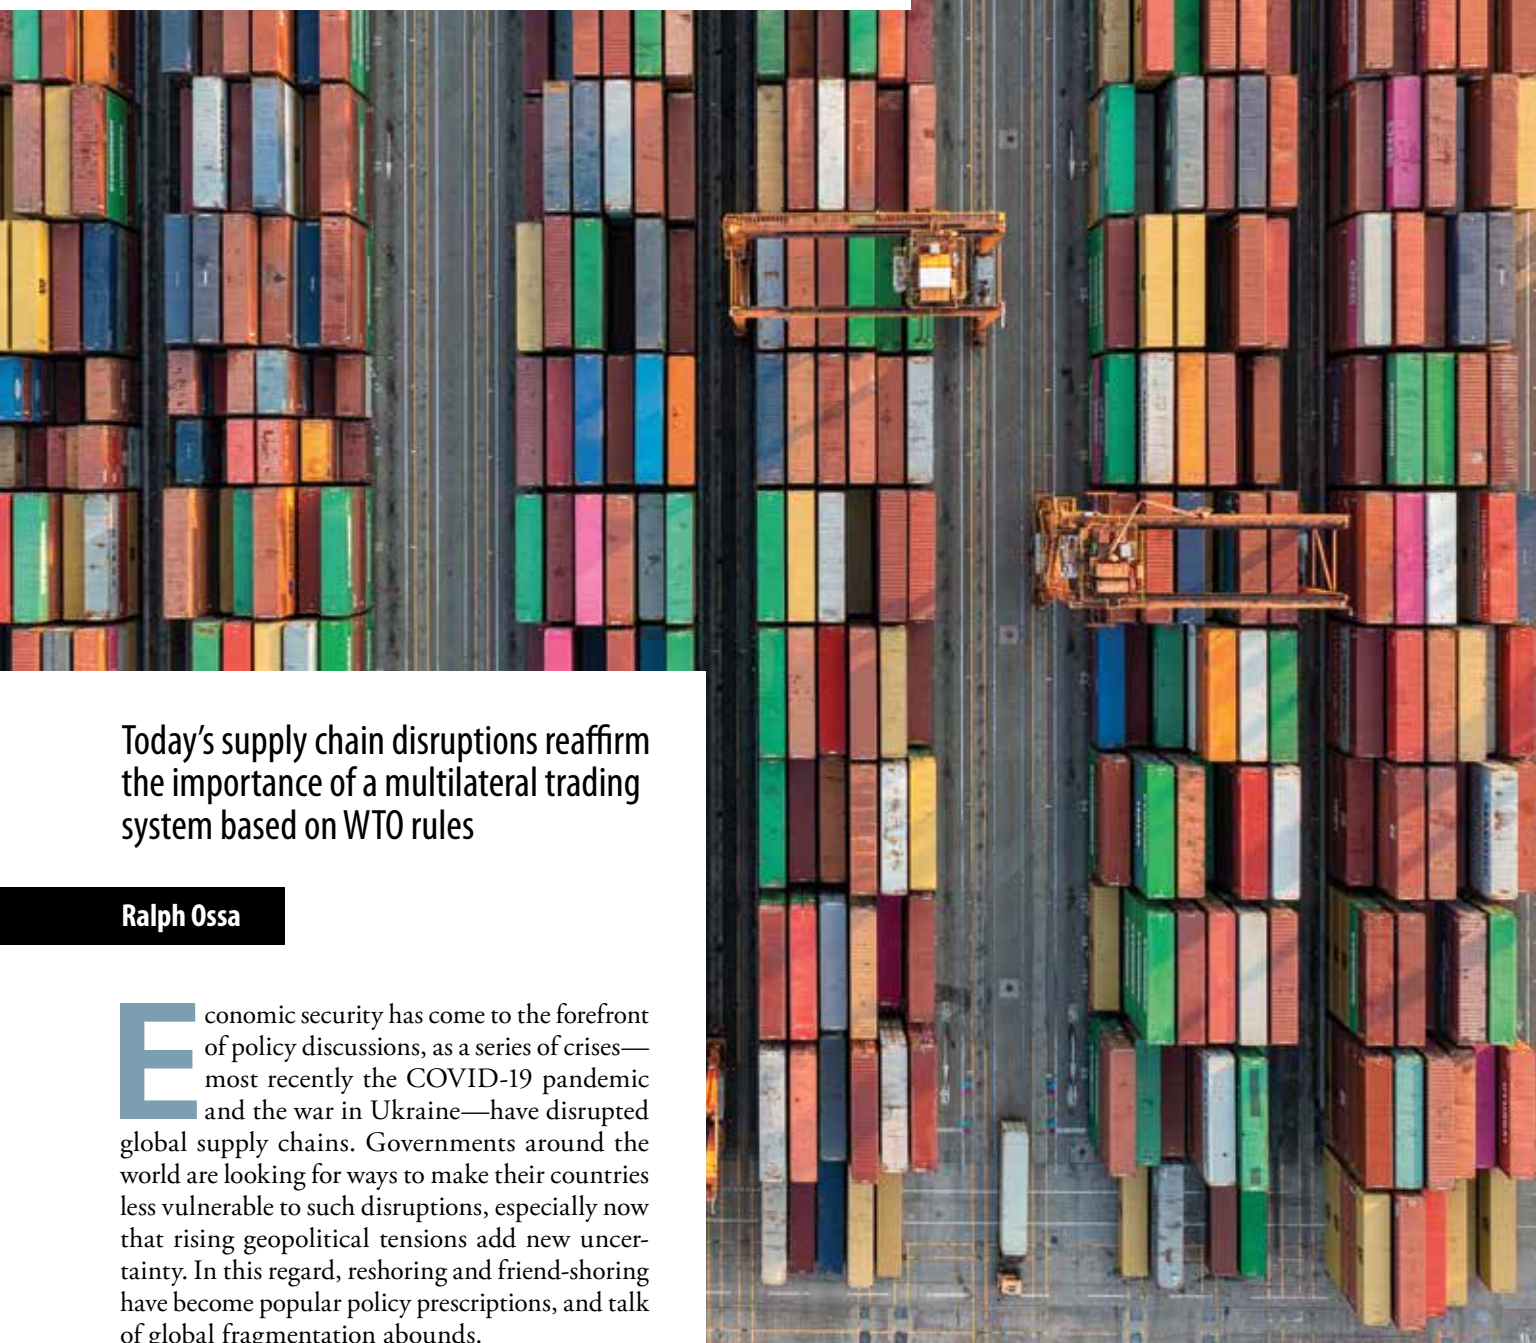 Today’s supply chain disruptions reaffirm
the importance of a multilateral trading
system based on WTO rules
Ralph Ossa
Economic security has come to the forefront
of policy discussions, as a series of crises—
most recently the COVID-19 pandemic
and the war in Ukraine—have disrupted
global supply chains. Governments around the
world are looking for ways to make their countries
less vulnerable to such disruptions, especially now
that rising geopolitical tensions add new uncer-
tainty. In this regard, reshoring and friend-shoring
have become popular policy prescriptions, and talk
of global fragmentation abounds.